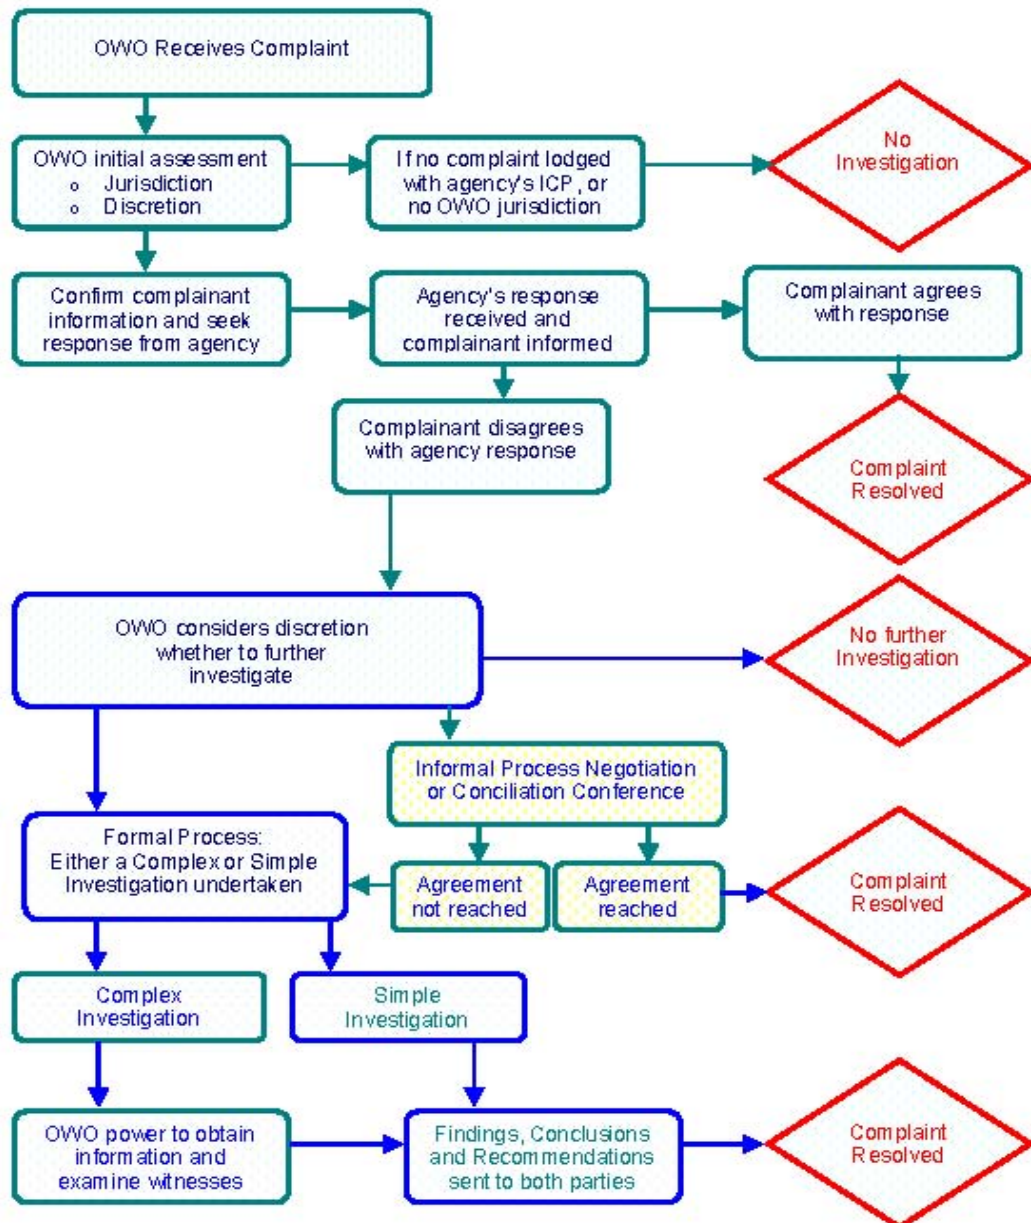 OWO Receives Complaint
OWO initial assessment
o Jurisdiction
o Discretion
If no complaint lodged
with agency's ICP, or
no OWO jurisdiction
No
Investigation
Confirm complainant
information and seek
response from agency
Agency's response
received and
complainant informed
Complainant agrees
with response
Complainant disagrees
with agency response
Complaint
Resolved
OWO considers discretion
whether to further
investigate
No further
Investigation
Informal Process Negotiation
or Conciliation Conference
Formal Process:
Either a Complex or Simple
Investigation undertaken
Agreement
not reached
Agreement
reached
Complaint
Resolved
Complex
Investigation
Simple
Investigation
OWO power to obtain
information and
examine witnesses
Findings, Conclusions
and Recommendations
sent to both parties
Complaint
Resolved